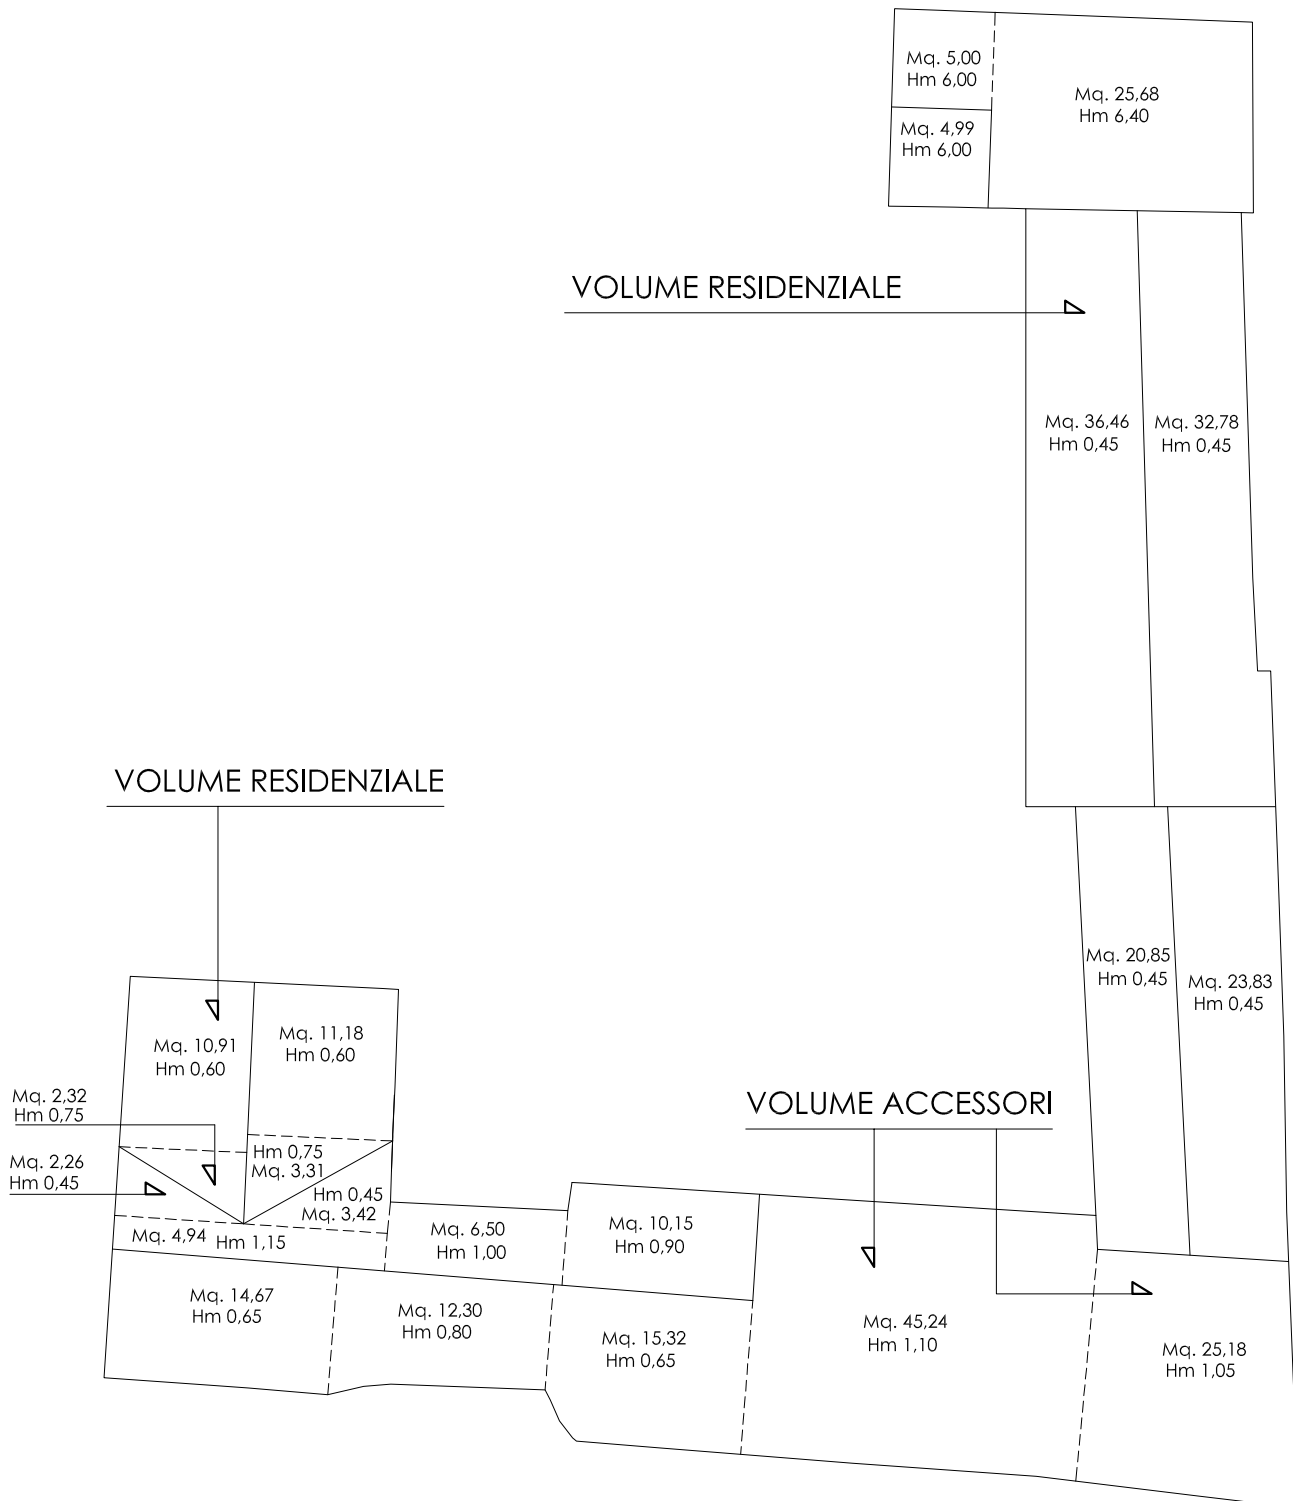 Mq. 5,00
Hm 6,00
Mq. 25,68
Hm 6,40
Mq. 4,99
Hm 6,00
VOLUME RESIDENZIALE
Mq. 36,46
Hm 0,45
Mq. 32,78
Hm 0,45
VOLUME RESIDENZIALE
Mq. 20,85
Hm 0,45
Mq. 23,83
Hm 0,45
Mq. 10,91
Hm 0,60
Mq. 11,18
Hm 0,60
Mq. 2,32
Hm 0,75
Mq. 2,26
Hm 0,45
Hm 0,75
Mq. 3,31
Hm 0,45
Mq. 3,42
Mq. 4,94
Hm 1,15
VOLUME ACCESSORI
Mq. 6,50
Hm 1,00
Mq. 10,15
Hm 0,90
Mq. 14,67
Hm 0,65
Mq. 12,30
Hm 0,80
Mq. 15,32
Hm 0,65
Mq. 45,24
Hm 1,10
Mq. 25,18
Hm 1,05